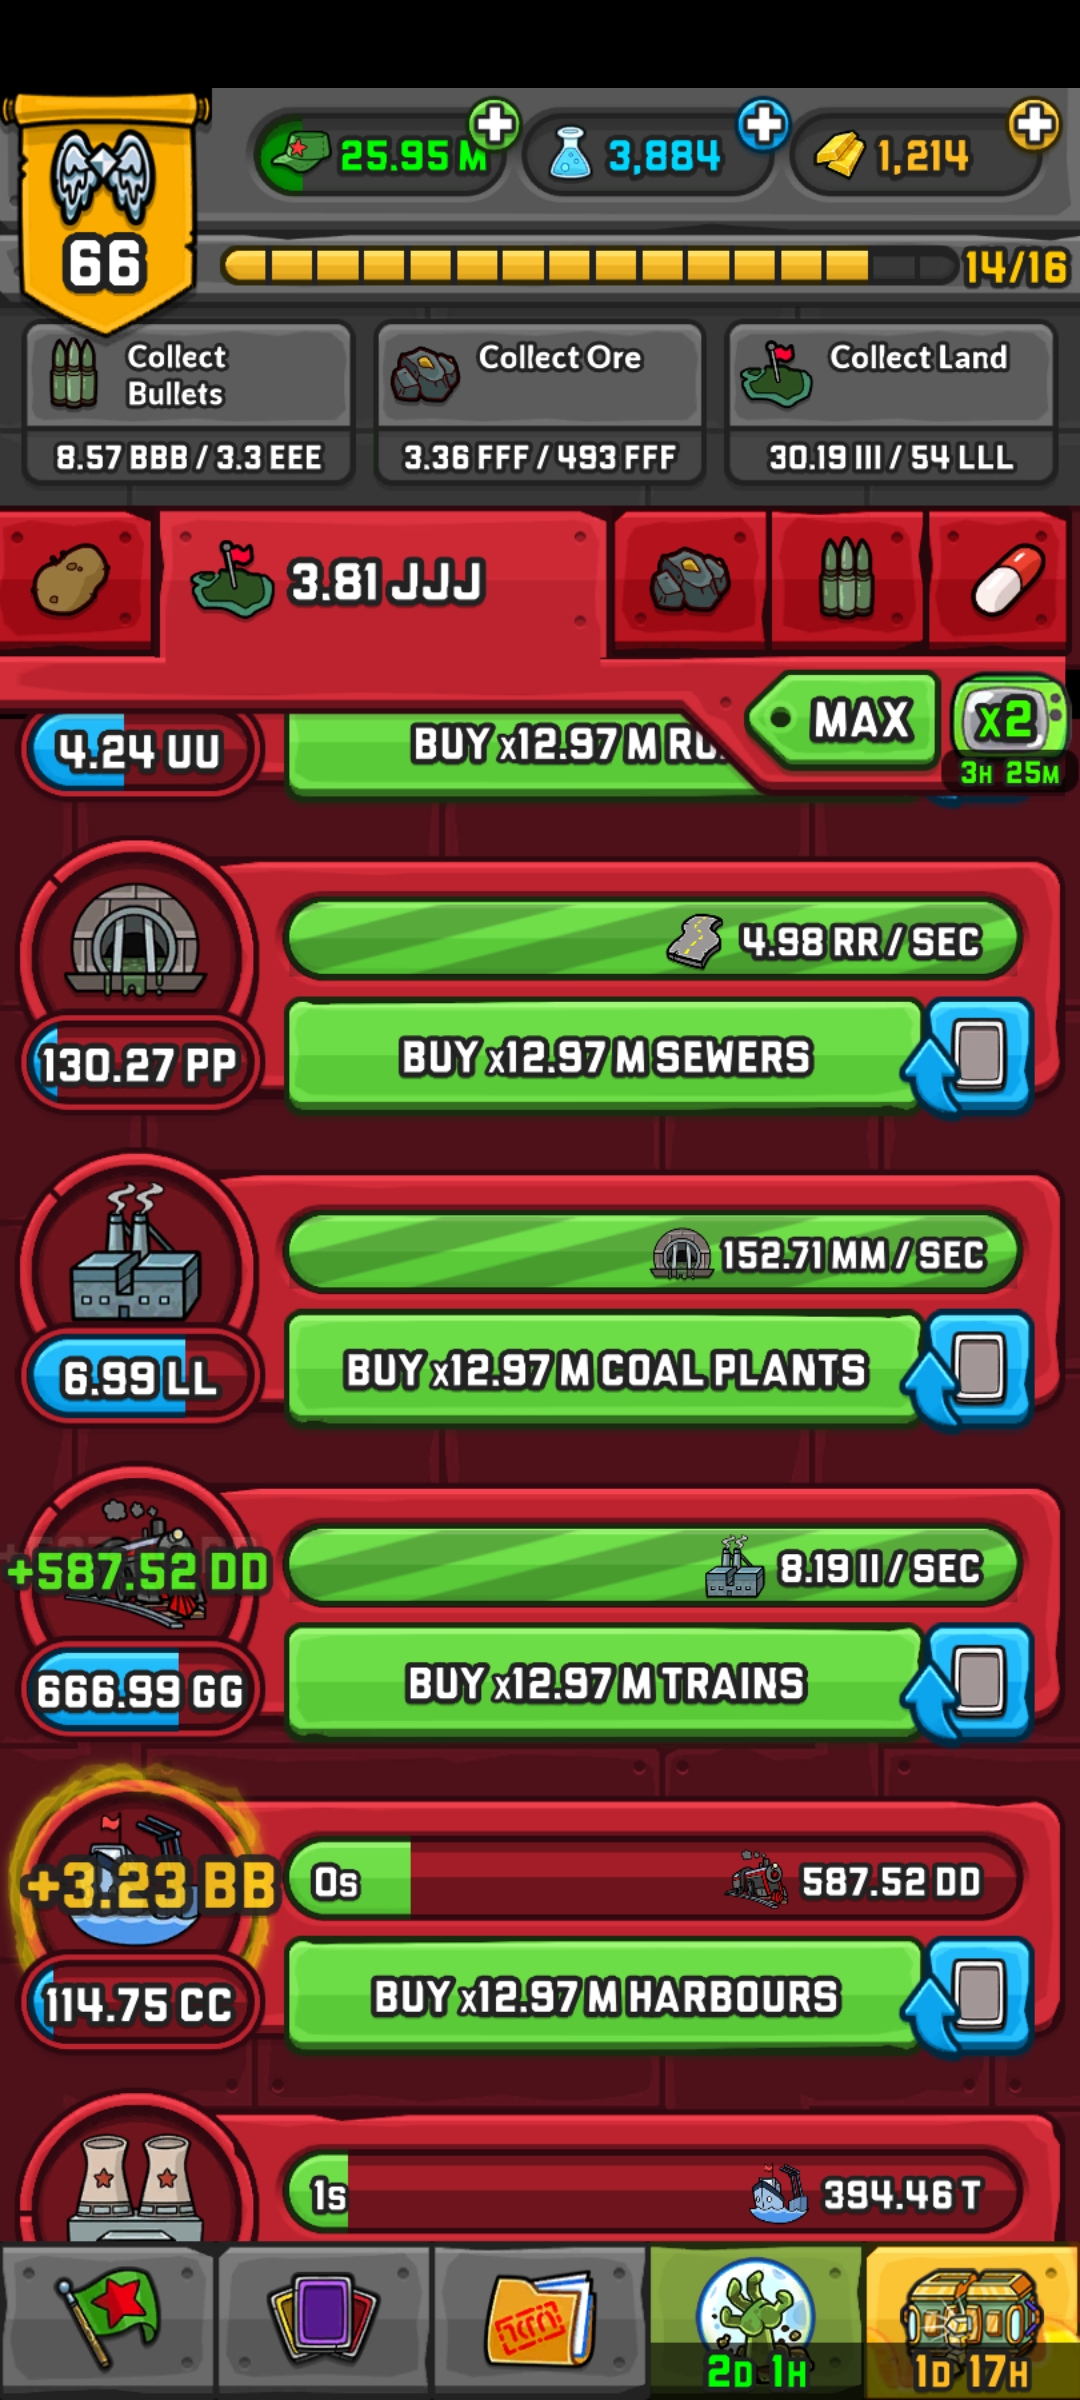 25.95 M
3,884
1,214
66
14/16
Collect Bullets
8.57 BBB / 3.3 EEE
Collect Ore
3.36 FFF / 493 FFF
Collect Land
30.19 III / 54 LLL
3.81 JJJ
MAX
x2
3H 25M
4.24 UU
BUY x12.97 M
4.98 RR / SEC
130.27 PP
BUY x12.97 M SEWERS
152.71 MM / SEC
6.99 LL
BUY x12.97 M COAL PLANTS
+587.52 DD
8.19 II / SEC
666.99 GG
BUY x12.97 M TRAINS
+3.23 BB
0s
587.52 DD
114.75 CC
BUY x12.97 M HARBOURS
1s
394.46 T
2D 1H
1D 17H